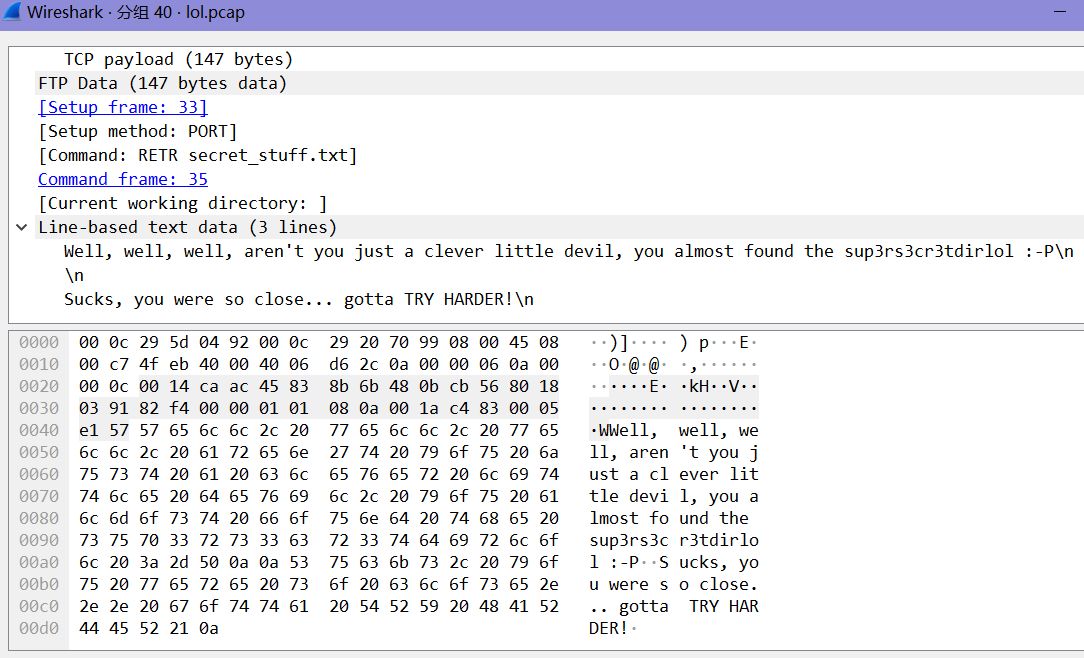 Wireshark · 分组 40 · lol.pcap
TCP payload (147 bytes)
FTP Data (147 bytes data)
[Setup frame: 33]
[Setup method: PORT]
[Command: RETR secret_stuff.txt]
Command frame: 35
[Current working directory: ]
Line-based text data (3 lines)
Well, well, well, aren't you just a clever little devil, you almost found the sup3rs3cr3tdirlol :-P\n
\n
Sucks, you were so close... gotta TRY HARDER!\n
0000 00 0c 29 5d 04 92 00 0c 29 20 70 99 08 00 45 08 ··)]···· ) p···E·
0010 00 c7 4f eb 40 00 40 06 d6 2c 0a 00 00 06 0a 00 ··O·@·@· ·,······
0020 00 0c 00 14 ca ac 45 83 8b 6b 48 0b cb 56 80 18 ······E· ·kH··V··
0030 03 91 82 f4 00 00 01 01 08 0a 00 1a c4 83 00 05 ········ ········
0040 e1 57 57 65 6c 6c 2c 20 77 65 6c 6c 2c 20 77 65 ·WWell,  well, we
0050 6c 6c 2c 20 61 72 65 6e 27 74 20 79 6f 75 20 6a ll, aren 't you j
0060 75 73 74 20 61 20 63 6c 65 76 65 72 20 6c 69 74 ust a cl ever lit
0070 74 6c 65 20 64 65 76 69 6c 2c 20 79 6f 75 20 61 tle devi l, you a
0080 6c 6d 6f 73 74 20 66 6f 75 6e 64 20 74 68 65 20 lmost fo und the
0090 73 75 70 33 72 73 33 63 72 33 74 64 69 72 6c 6f sup3rs3c r3tdirlo
00a0 6c 20 3a 2d 50 0a 0a 53 75 63 6b 73 2c 20 79 6f l :-P··S ucks, yo
00b0 75 20 77 65 72 65 20 73 6f 20 63 6c 6f 73 65 2e u were s o close.
00c0 2e 2e 20 67 6f 74 74 61 20 54 52 59 20 48 41 52 .. gotta  TRY HAR
00d0 44 45 52 21 0a DER!·